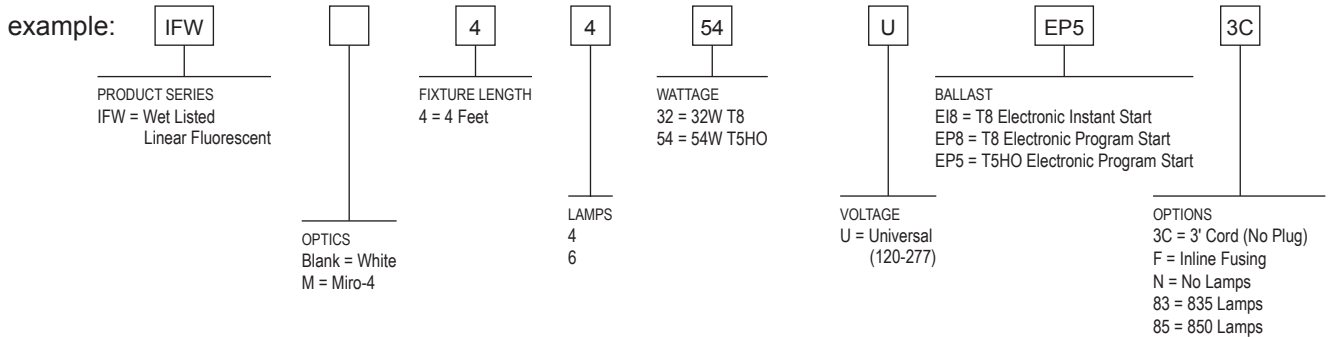 example: IFW 4 4 54 U EP5 3C
PRODUCT SERIES
IFW = Wet Listed
Linear Fluorescent
OPTICS
Blank = White
M = Miro-4
FIXTURE LENGTH
4 = 4 Feet
LAMPS
4
6
WATTAGE
32 = 32W T8
54 = 54W T5HO
VOLTAGE
U = Universal
(120-277)
BALLAST
EI8 = T8 Electronic Instant Start
EP8 = T8 Electronic Program Start
EP5 = T5HO Electronic Program Start
OPTIONS
3C = 3' Cord (No Plug)
F = Inline Fusing
N = No Lamps
83 = 835 Lamps
85 = 850 Lamps